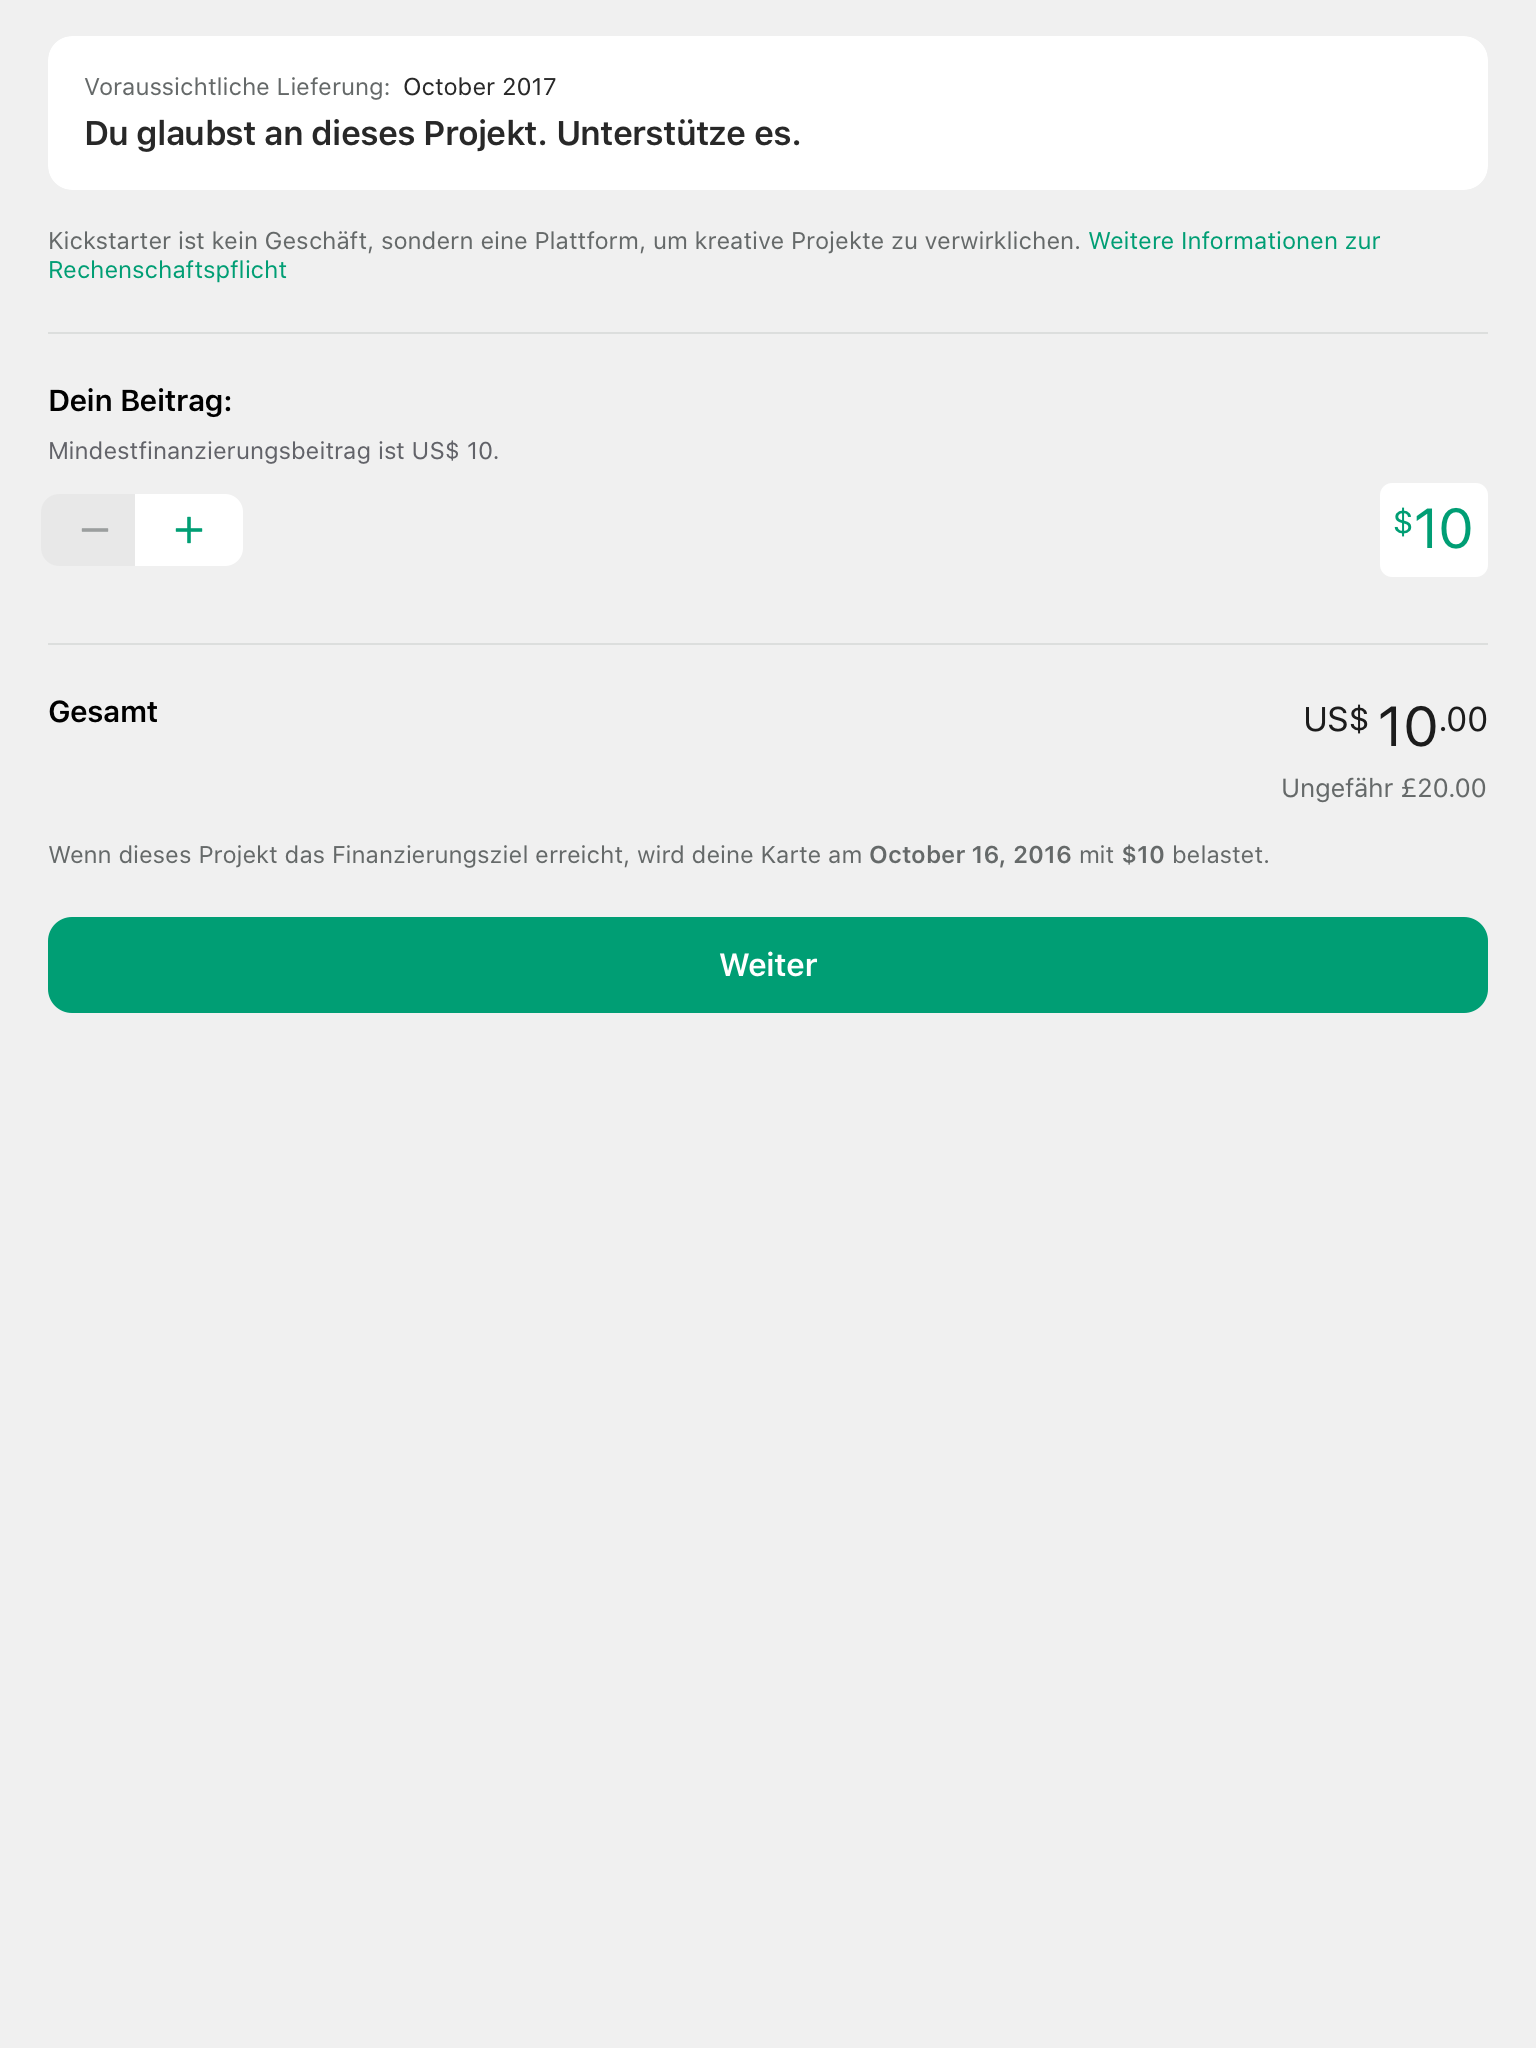 Voraussichtliche Lieferung: October 2017
Du glaubst an dieses Projekt. Unterstütze es.
Kickstarter ist kein Geschäft, sondern eine Plattform, um kreative Projekte zu verwirklichen. Weitere Informationen zur
Rechenschaftspflicht
Dein Beitrag:
Mindestfinanzierungsbeitrag ist US$ 10.
− +
$10
Gesamt
US$ 10.00
Ungefähr £20.00
Wenn dieses Projekt das Finanzierungsziel erreicht, wird deine Karte am October 16, 2016 mit $10 belastet.
Weiter